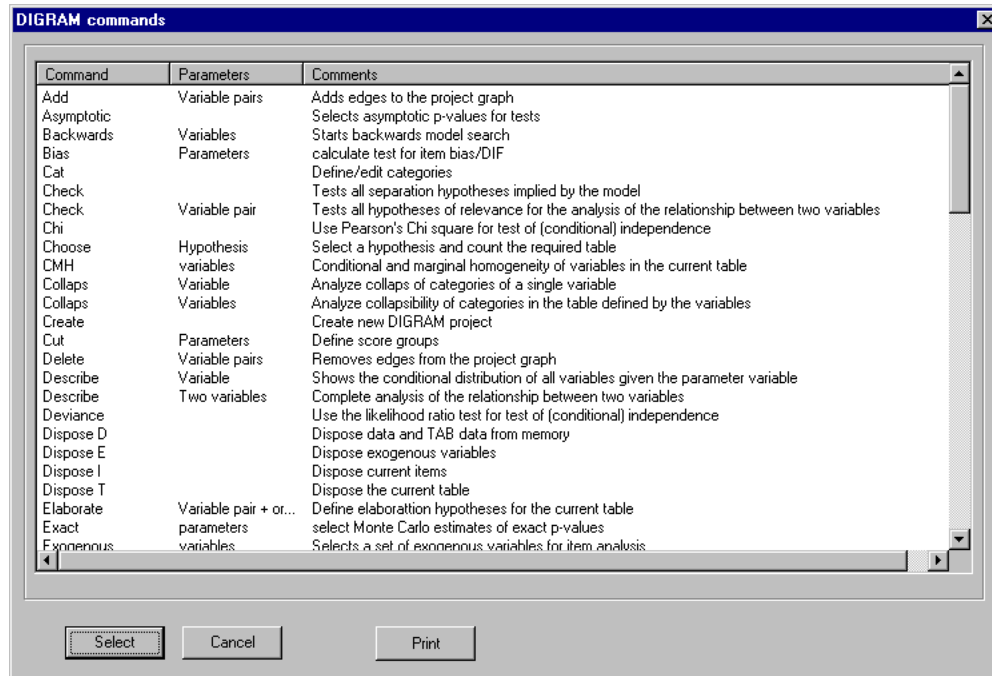 DIGRAM commands
Command Parameters Comments
Add Variable pairs Adds edges to the project graph
Asymptotic Selects asymptotic p-values for tests
Backwards Variables Starts backwards model search
Bias Parameters calculate test for item bias/DIF
Cat Define/edit categories
Check Tests all separation hypotheses implied by the model
Check Variable pair Tests all hypotheses of relevance for the analysis of the relationship between two variables
Chi Use Pearson's Chi square for test of (conditional) independence
Choose Hypothesis Select a hypothesis and count the required table
CMH variables Conditional and marginal homogeneity of variables in the current table
Collaps Variable Analyze collaps of categories of a single variable
Collaps Variables Analyze collapsibility of categories in the table defined by the variables
Create Create new DIGRAM project
Cut Parameters Define score groups
Delete Variable pairs Removes edges from the project graph
Describe Variable Shows the conditional distribution of all variables given the parameter variable
Describe Two variables Complete analysis of the relationship between two variables
Deviance Use the likelihood ratio test for test of (conditional) independence
Dispose D Dispose data and TAB data from memory
Dispose E Dispose exogenous variables
Dispose I Dispose current items
Dispose T Dispose the current table
Elaborate Variable pair + or... Define elaborattion hypotheses for the current table
Exact parameters select Monte Carlo estimates of exact p-values
Exogenous variables Selects a set of exogenous variables for item analysis
Select Cancel Print